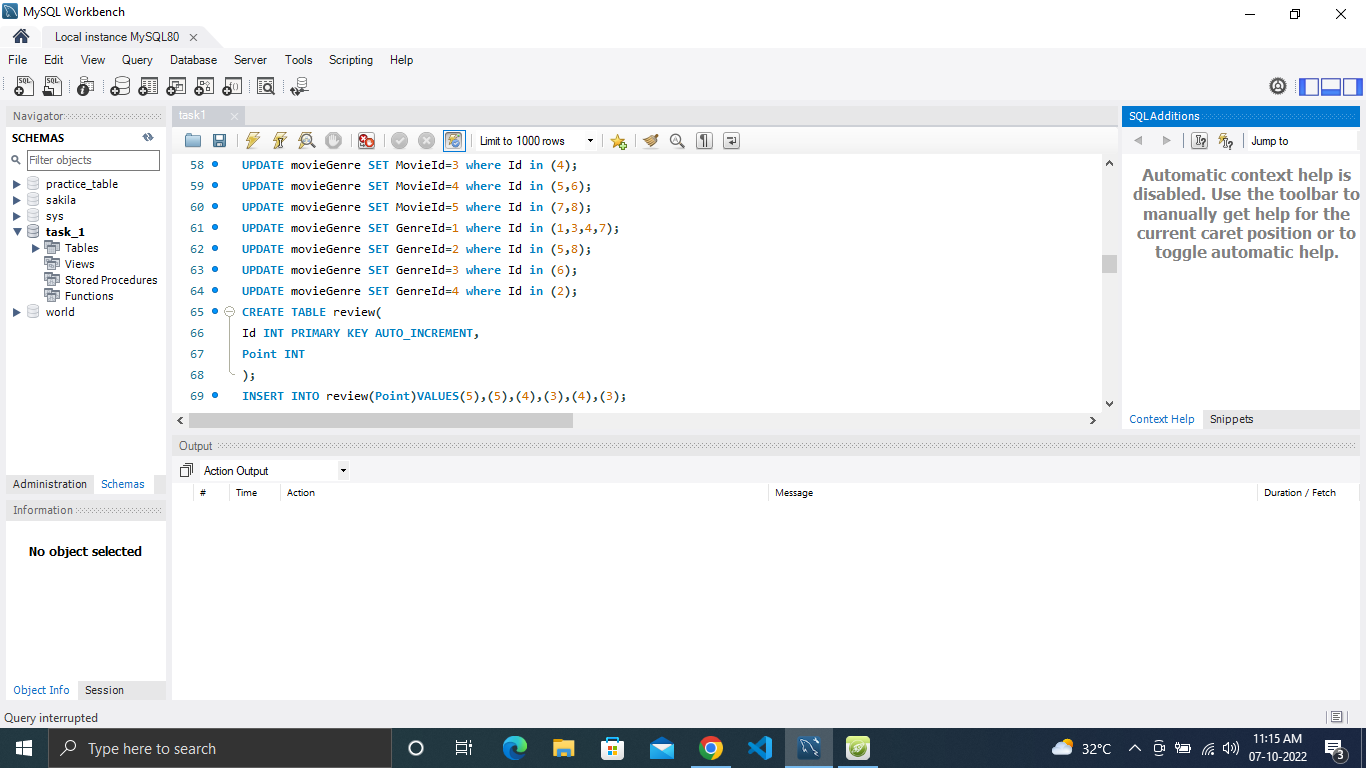 MySQL Workbench
Local instance MySQL80
File Edit View Query Database Server Tools Scripting Help
Navigator
SCHEMAS
Filter objects
practice_table
sakila
sys
task_1
Tables
Views
Stored Procedures
Functions
world
Administration Schemas
Information
No object selected
Object Info Session
Query interrupted
task1
Limit to 1000 rows
58 UPDATE movieGenre SET MovieId=3 where Id in (4);
59 UPDATE movieGenre SET MovieId=4 where Id in (5,6);
60 UPDATE movieGenre SET MovieId=5 where Id in (7,8);
61 UPDATE movieGenre SET GenreId=1 where Id in (1,3,4,7);
62 UPDATE movieGenre SET GenreId=2 where Id in (5,8);
63 UPDATE movieGenre SET GenreId=3 where Id in (6);
64 UPDATE movieGenre SET GenreId=4 where Id in (2);
65 CREATE TABLE review(
66 Id INT PRIMARY KEY AUTO_INCREMENT,
67 Point INT
68 );
69 INSERT INTO review(Point)VALUES(5),(5),(4),(3),(4),(3);
Output
Action Output
# Time Action Message Duration / Fetch
SQLAdditions
Jump to
Automatic context help is
disabled. Use the toolbar to
manually get help for the
current caret position or to
toggle automatic help.
Context Help Snippets
Type here to search
32°C
11:15 AM
07-10-2022
3